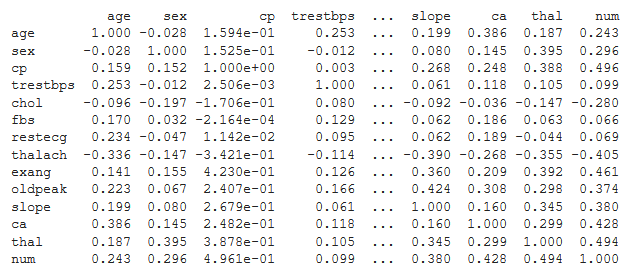 age sex cp trestbps ... slope ca thal num
age 1.000 -0.028 1.594e-01 0.253 ... 0.199 0.386 0.187 0.243
sex -0.028 1.000 1.525e-01 -0.012 ... 0.080 0.145 0.395 0.296
cp 0.159 0.152 1.000e+00 0.003 ... 0.268 0.248 0.388 0.496
trestbps 0.253 -0.012 2.506e-03 1.000 ... 0.061 0.118 0.105 0.099
chol -0.096 -0.197 -1.706e-01 0.080 ... -0.092 -0.036 -0.147 -0.280
fbs 0.170 0.032 -2.164e-04 0.129 ... 0.062 0.186 0.063 0.066
restecg 0.234 -0.047 1.142e-02 0.095 ... 0.062 0.189 -0.044 0.069
thalach -0.336 -0.147 -3.421e-01 -0.114 ... -0.390 -0.268 -0.355 -0.405
exang 0.141 0.155 4.230e-01 0.126 ... 0.360 0.209 0.392 0.461
oldpeak 0.223 0.067 2.407e-01 0.166 ... 0.424 0.308 0.298 0.374
slope 0.199 0.080 2.679e-01 0.061 ... 1.000 0.160 0.345 0.380
ca 0.386 0.145 2.482e-01 0.118 ... 0.160 1.000 0.299 0.428
thal 0.187 0.395 3.878e-01 0.105 ... 0.345 0.299 1.000 0.494
num 0.243 0.296 4.961e-01 0.099 ... 0.380 0.428 0.494 1.000